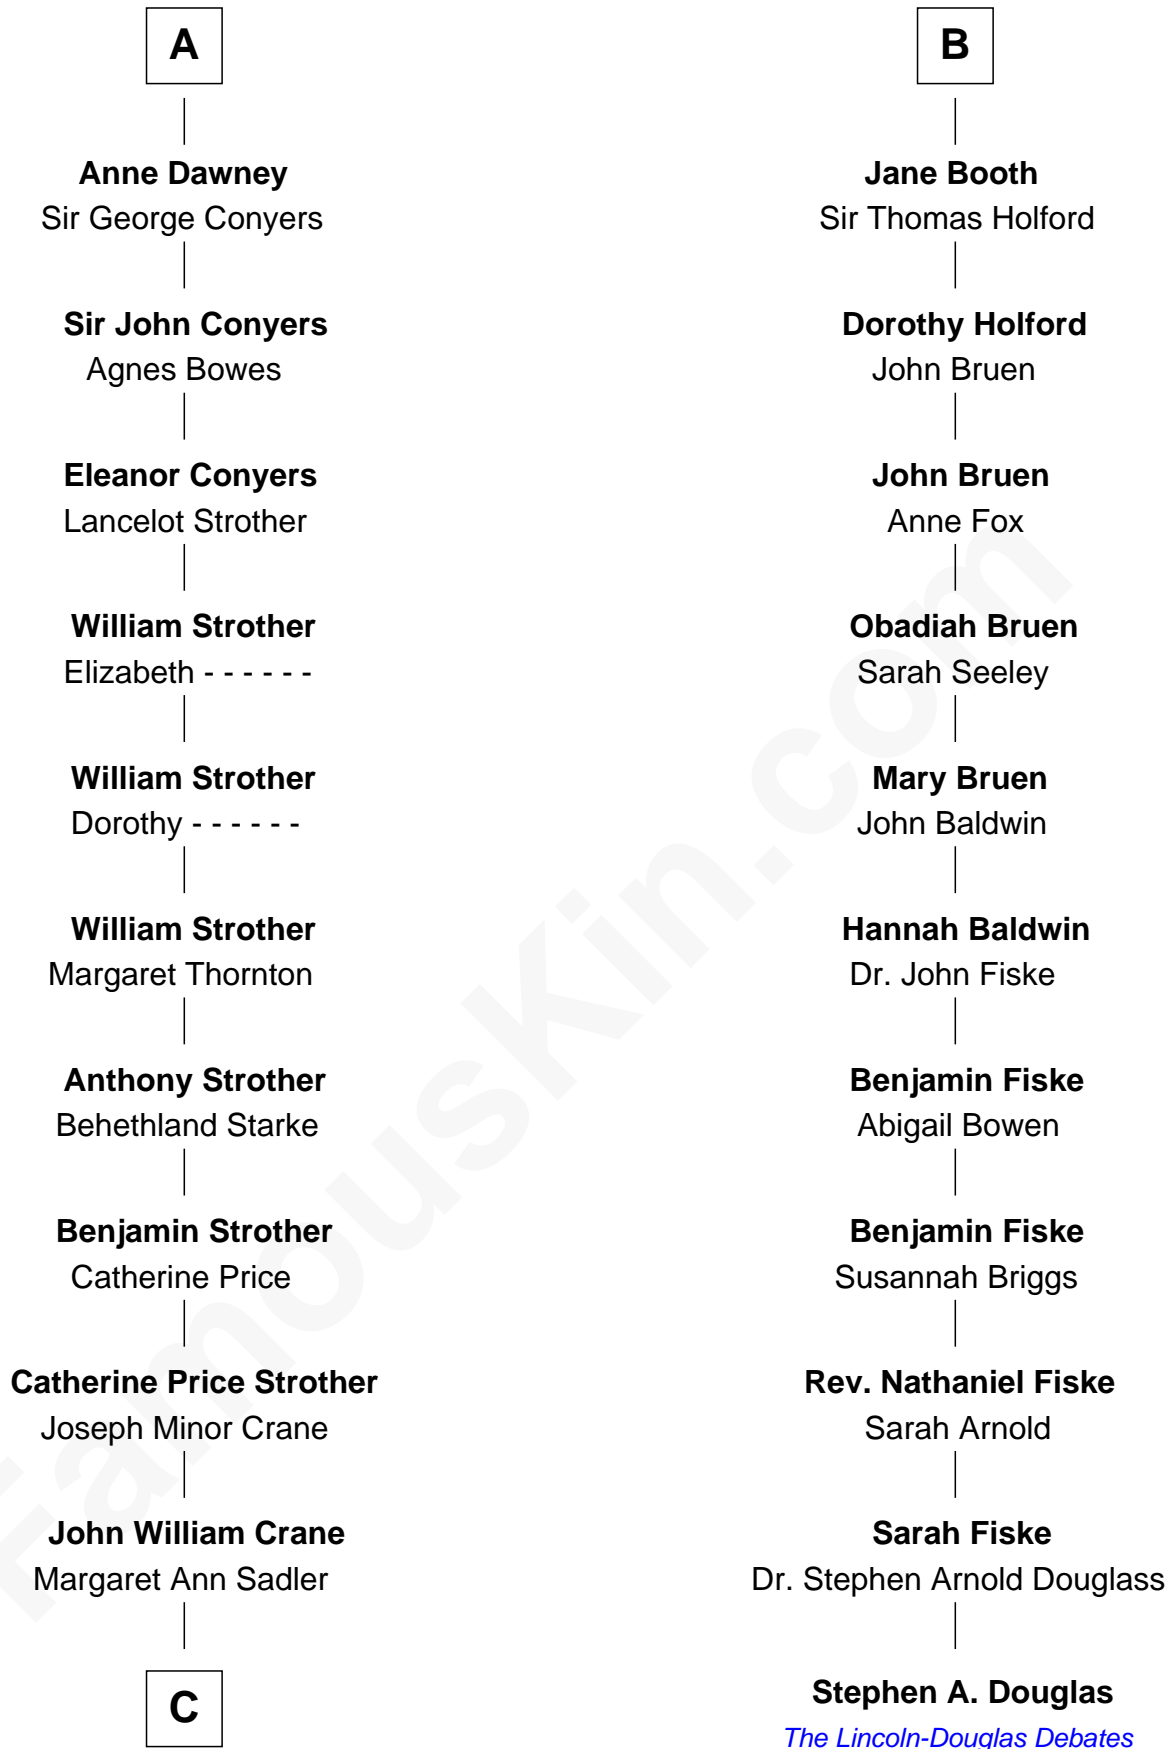 A
Anne Dawney
Sir George Conyers
Sir John Conyers
Agnes Bowes
Eleanor Conyers
Lancelot Strother
William Strother
Elizabeth - - - - - -
William Strother
Dorothy - - - - - -
William Strother
Margaret Thornton
Anthony Strother
Behethland Starke
Benjamin Strother
Catherine Price
Catherine Price Strother
Joseph Minor Crane
John William Crane
Margaret Ann Sadler
C
B
Jane Booth
Sir Thomas Holford
Dorothy Holford
John Bruen
John Bruen
Anne Fox
Obadiah Bruen
Sarah Seeley
Mary Bruen
John Baldwin
Hannah Baldwin
Dr. John Fiske
Benjamin Fiske
Abigail Bowen
Benjamin Fiske
Susannah Briggs
Rev. Nathaniel Fiske
Sarah Arnold
Sarah Fiske
Dr. Stephen Arnold Douglass
Stephen A. Douglas
The Lincoln-Douglas Debates
FamousKin.com